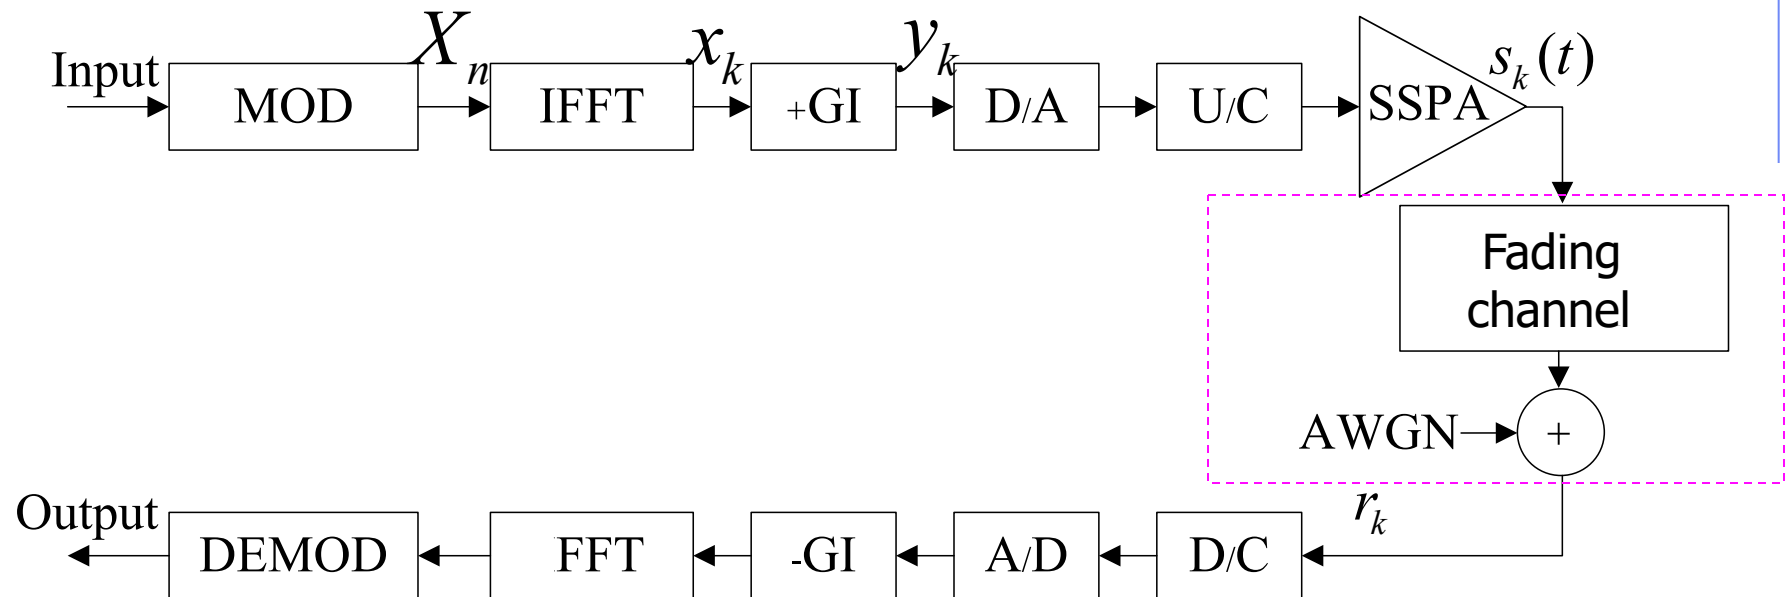 Input
MOD
X_n
IFFT
x_k
+GI
y_k
D/A
U/C
SSPA
s_k(t)
Fading
channel
AWGN
+
r_k
Output
DEMOD
FFT
-GI
A/D
D/C